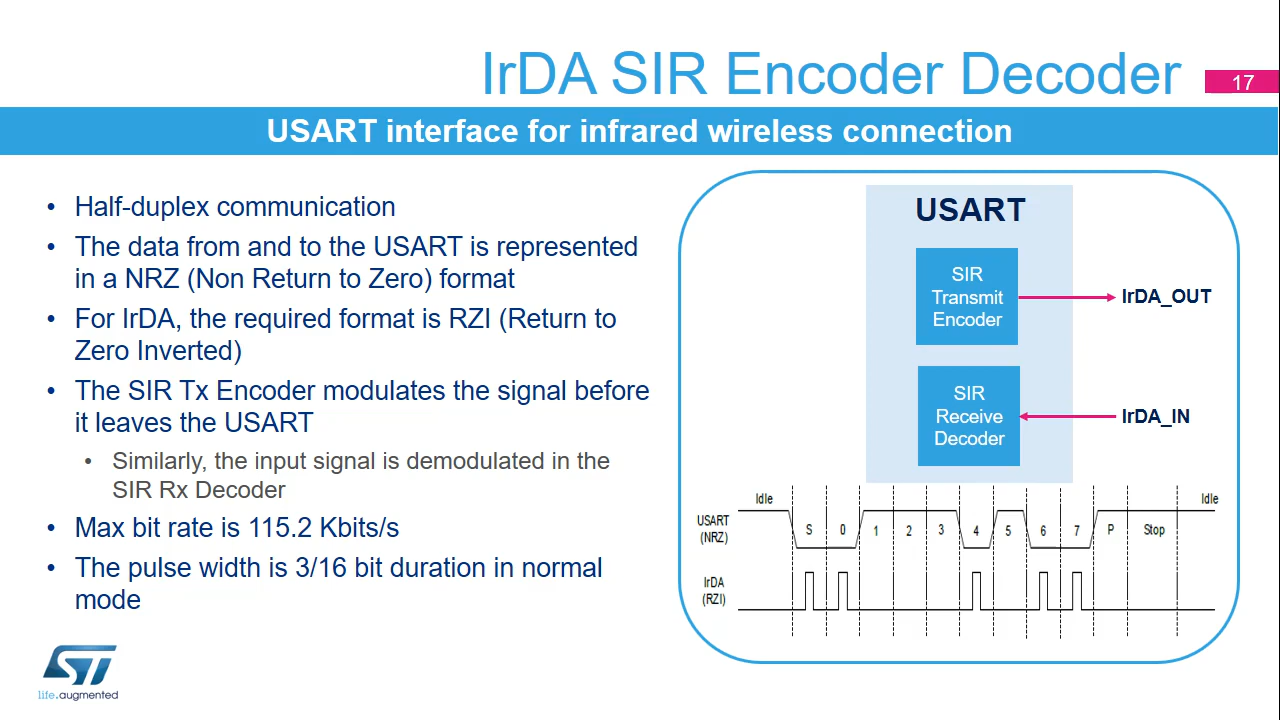 IrDA SIR Encoder Decoder
17
USART interface for infrared wireless connection
• Half-duplex communication
• The data from and to the USART is represented
in a NRZ (Non Return to Zero) format
• For IrDA, the required format is RZI (Return to
Zero Inverted)
• The SIR Tx Encoder modulates the signal before
it leaves the USART
• Similarly, the input signal is demodulated in the
SIR Rx Decoder
• Max bit rate is 115.2 Kbits/s
• The pulse width is 3/16 bit duration in normal
mode
USART
SIR
Transmit
Encoder
IrDA_OUT
SIR
Receive
Decoder
IrDA_IN
Idle
Idle
USART
(NRZ)
S 0 1 2 3 4 5 6 7 P Stop
IrDA
(RZI)
ST
life.augmented